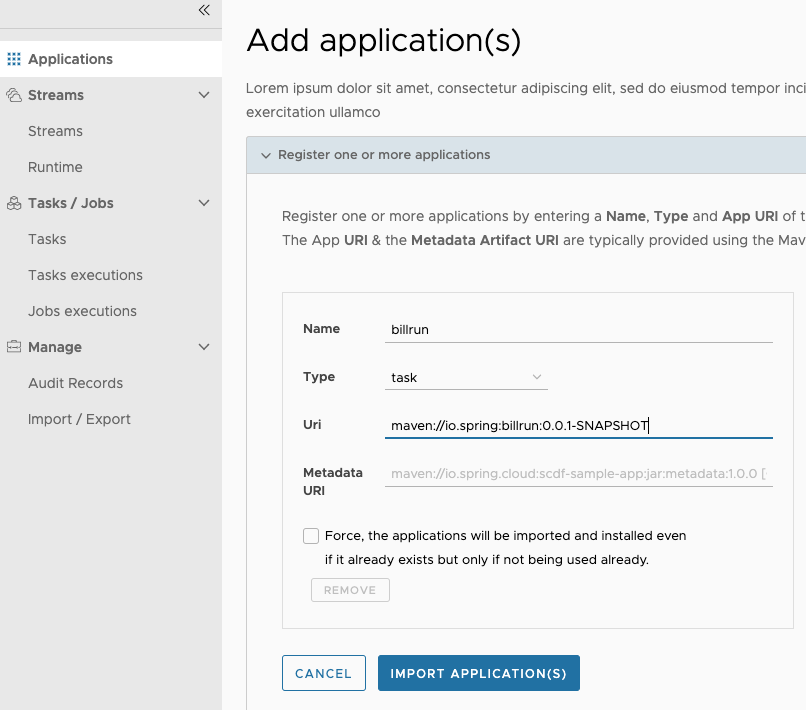 Applications
Streams
Streams
Runtime
Tasks / Jobs
Tasks
Tasks executions
Jobs executions
Manage
Audit Records
Import / Export
Add application(s)
Lorem ipsum dolor sit amet, consectetur adipiscing elit, sed do eiusmod tempor inci
exercitation ullamco
Register one or more applications
Register one or more applications by entering a Name, Type and App URI of t
The App URI & the Metadata Artifact URI are typically provided using the Mav
Name billrun
Type task
Uri maven://io.spring:billrun:0.0.1-SNAPSHOT
Metadata maven://io.spring.cloud:scdf-sample-app:jar:metadata:1.0.0 [
URI
Force, the applications will be imported and installed even
if it already exists but only if not being used already.
REMOVE
CANCEL IMPORT APPLICATION(S)